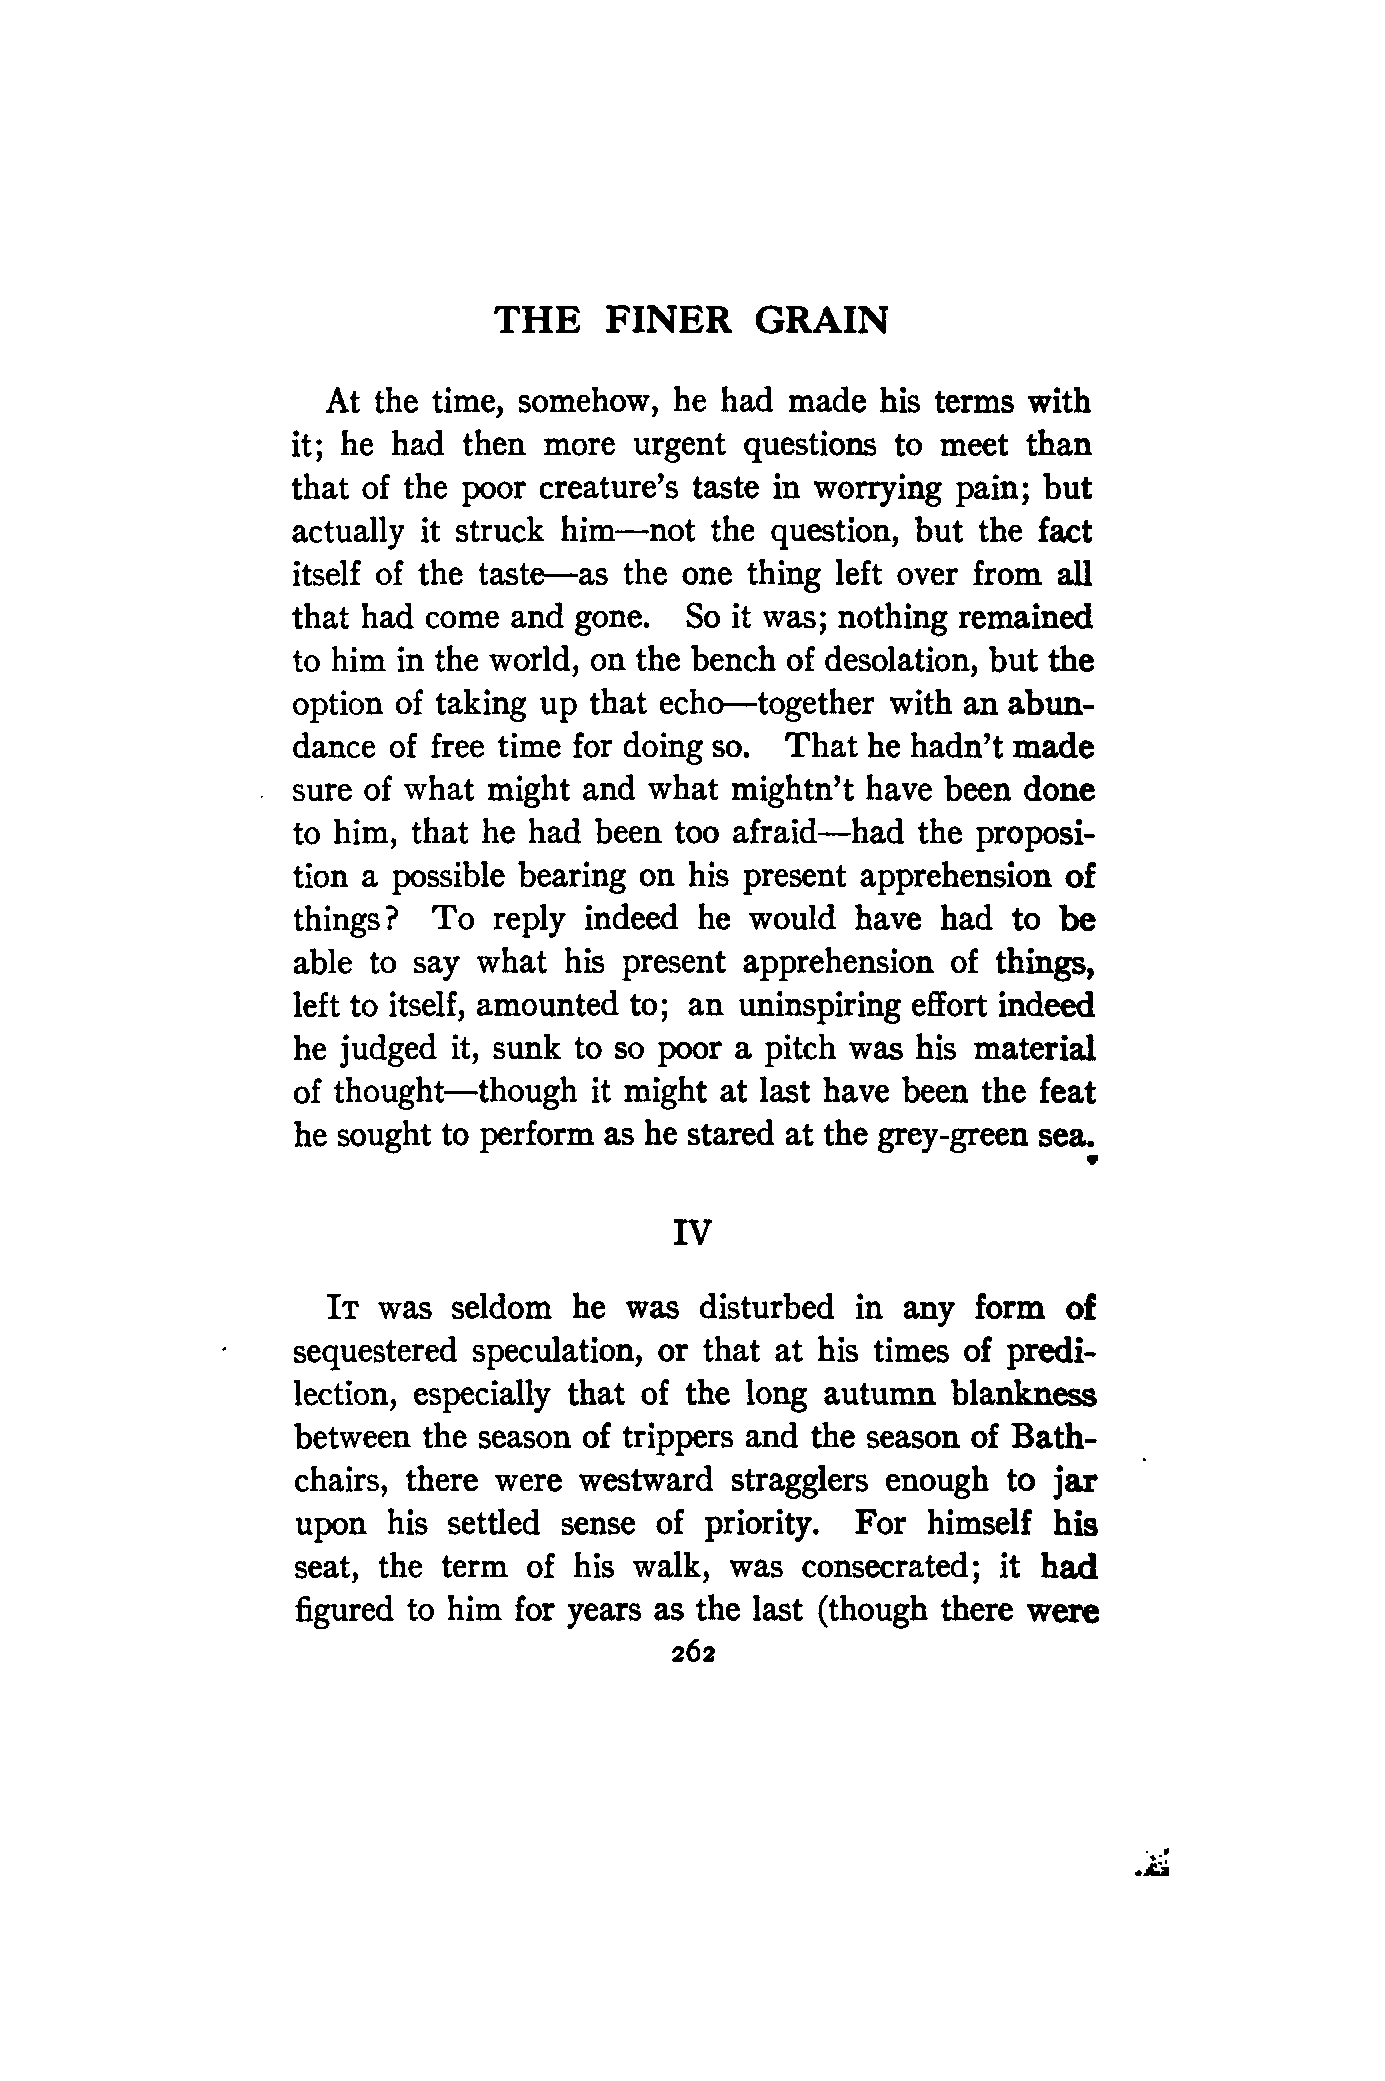 THE FINER GRAIN
At the time, somehow, he had made his terms with
it; he had then more urgent questions to meet than
that of the poor creature's taste in worrying pain; but
actually it struck him—not the question, but the fact
itself of the taste—as the one thing left over from all
that had come and gone. So it was; nothing remained
to him in the world, on the bench of desolation, but the
option of taking up that echo—together with an abun-
dance of free time for doing so. That he hadn't made
sure of what might and what mightn't have been done
to him, that he had been too afraid—had the proposi-
tion a possible bearing on his present apprehension of
things? To reply indeed he would have had to be
able to say what his present apprehension of things,
left to itself, amounted to; an uninspiring effort indeed
he judged it, sunk to so poor a pitch was his material
of thought—though it might at last have been the feat
he sought to perform as he stared at the grey-green sea.
IV
IT was seldom he was disturbed in any form of
sequestered speculation, or that at his times of predi-
lection, especially that of the long autumn blankness
between the season of trippers and the season of Bath-
chairs, there were westward stragglers enough to jar
upon his settled sense of priority. For himself his
seat, the term of his walk, was consecrated; it had
figured to him for years as the last (though there were
262